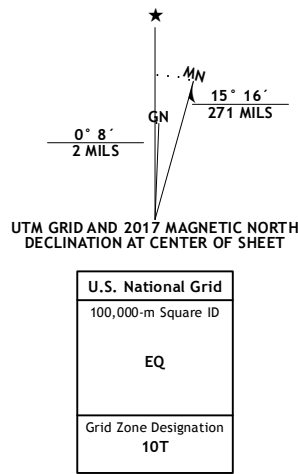 MN
GN
15° 16´
271 MILS
0° 8´
2 MILS
UTM GRID AND 2017 MAGNETIC NORTH
DECLINATION AT CENTER OF SHEET
U.S. National Grid
100,000-m Square ID
EQ
Grid Zone Designation
10T